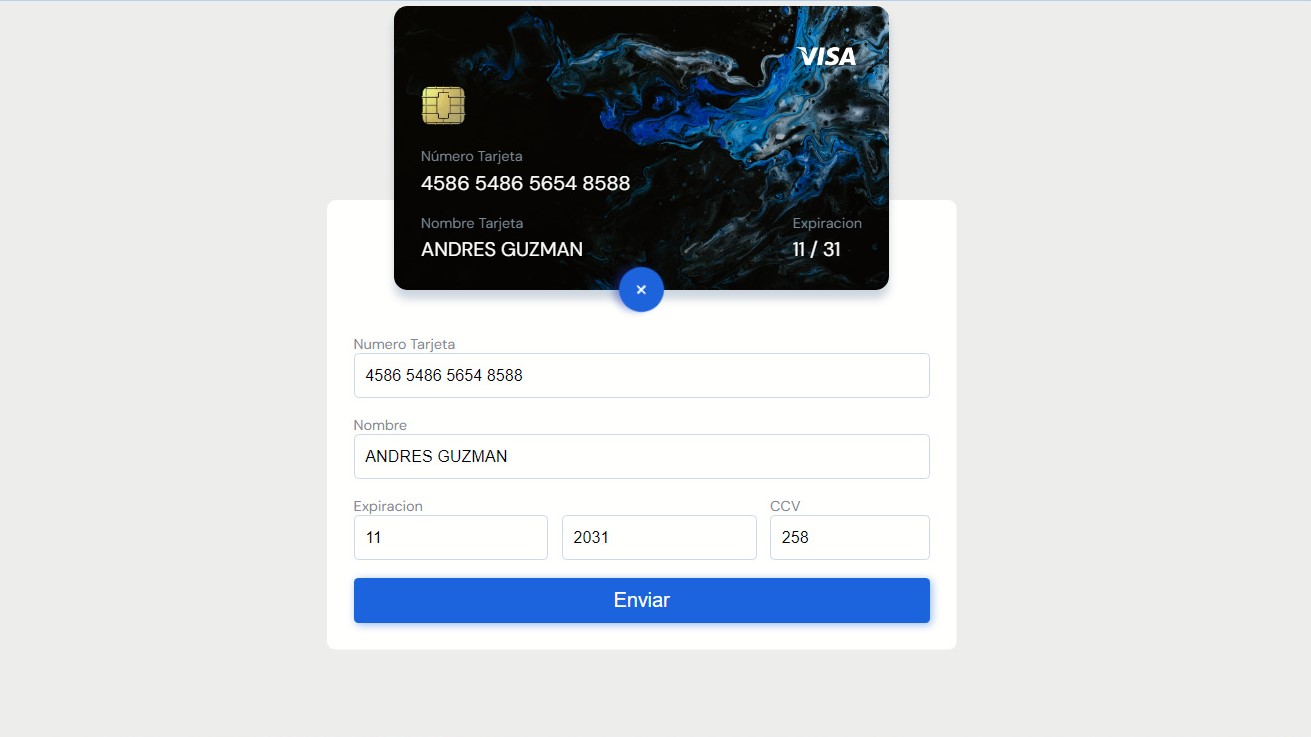 VISA
Número Tarjeta
4586 5486 5654 8588
Nombre Tarjeta Expiracion
ANDRES GUZMAN 11 / 31
Numero Tarjeta
4586 5486 5654 8588
Nombre
ANDRES GUZMAN
Expiracion CCV
11 2031 258
Enviar